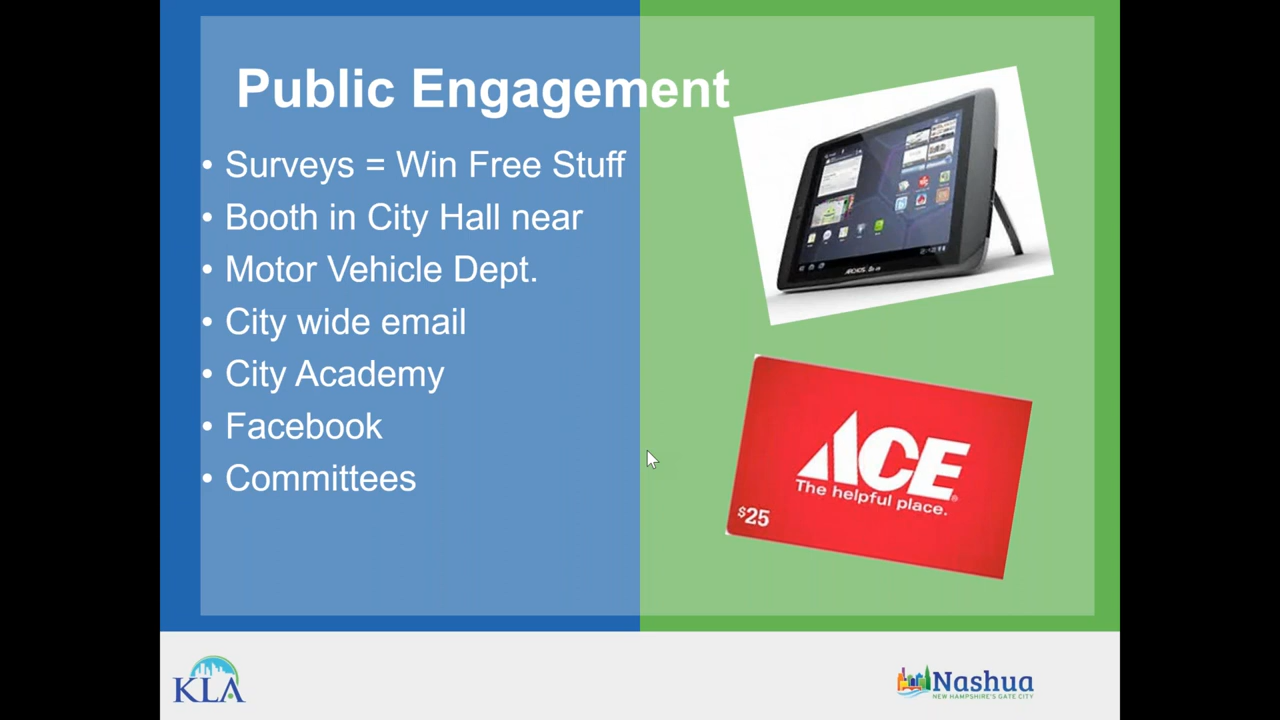 Public Engagement
• Surveys = Win Free Stuff
• Booth in City Hall near
• Motor Vehicle Dept.
• City wide email
• City Academy
• Facebook
• Committees
ARCHOS
ACE
The helpful place.
$25
KLA
Nashua
NEW HAMPSHIRE'S GATE CITY